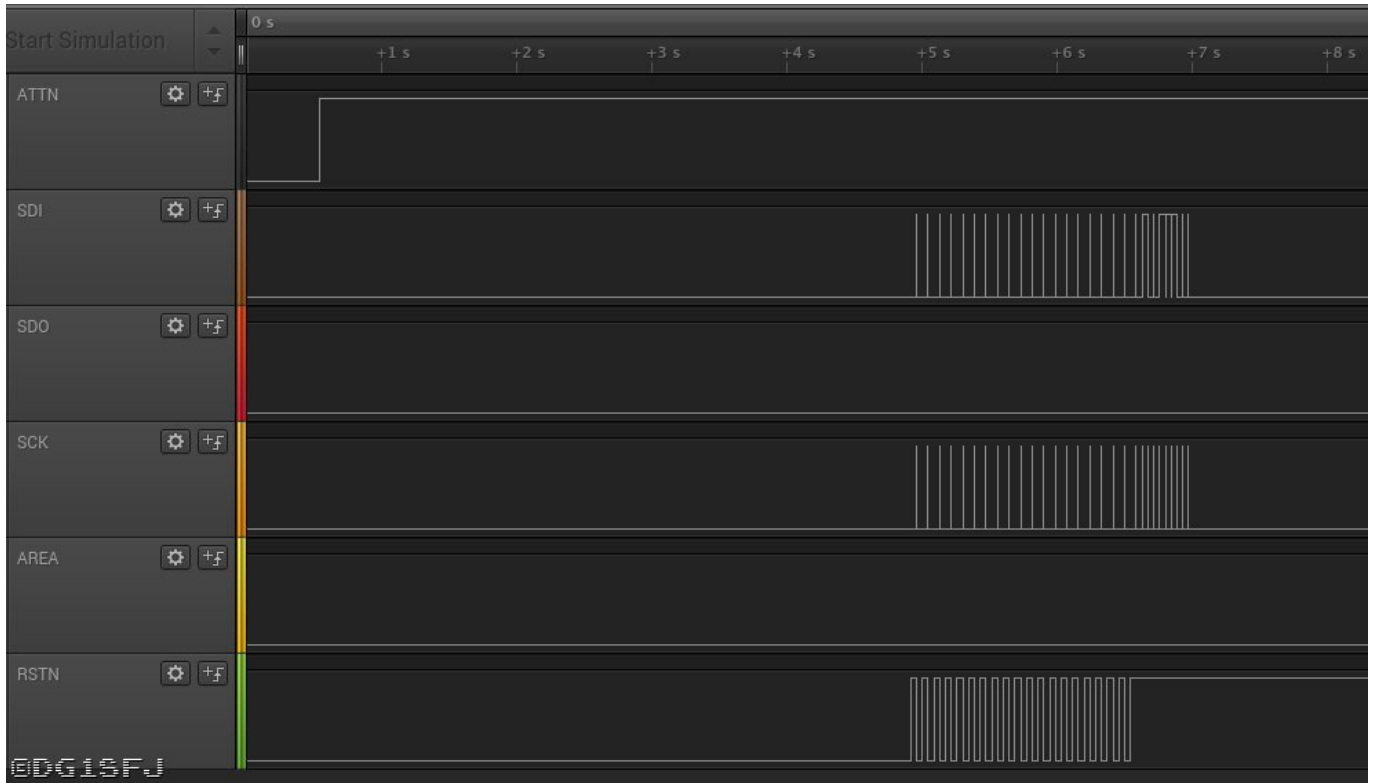 Start Simulation
0 s
+1 s +2 s +3 s +4 s +5 s +6 s +7 s +8 s
ATTN
SDI
SDO
SCK
AREA
RSTN
@DG1SFJ